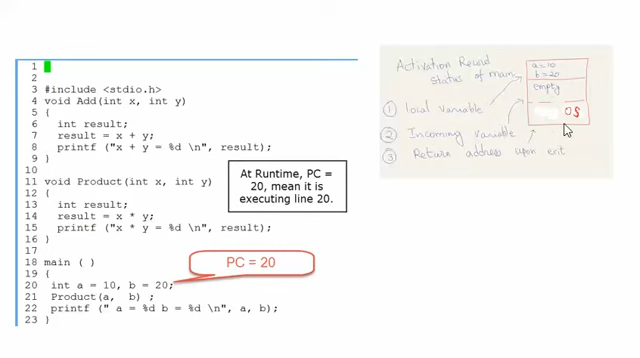 1
2
3 #include <stdio.h>
4 void Add(int x, int y)
5 {
6 int result;
7 result = x + y;
8 printf ("x + y = %d \n", result);
9 }
10
11 void Product(int x, int y)
12 {
13 int result;
14 result = x * y;
15 printf ("x * y = %d \n", result);
16 }
17
18 main ( )
19 {
20 int a = 10, b = 20;
21 Product(a, b) ;
22 printf (" a = %d b = %d \n", a, b);
23 }
At Runtime, PC =
20, mean it is
executing line 20.
PC = 20
Activation Record
Status of main
a=10
b=20
empty
OS
① local variable
② Incoming variable
③ Return address upon exit